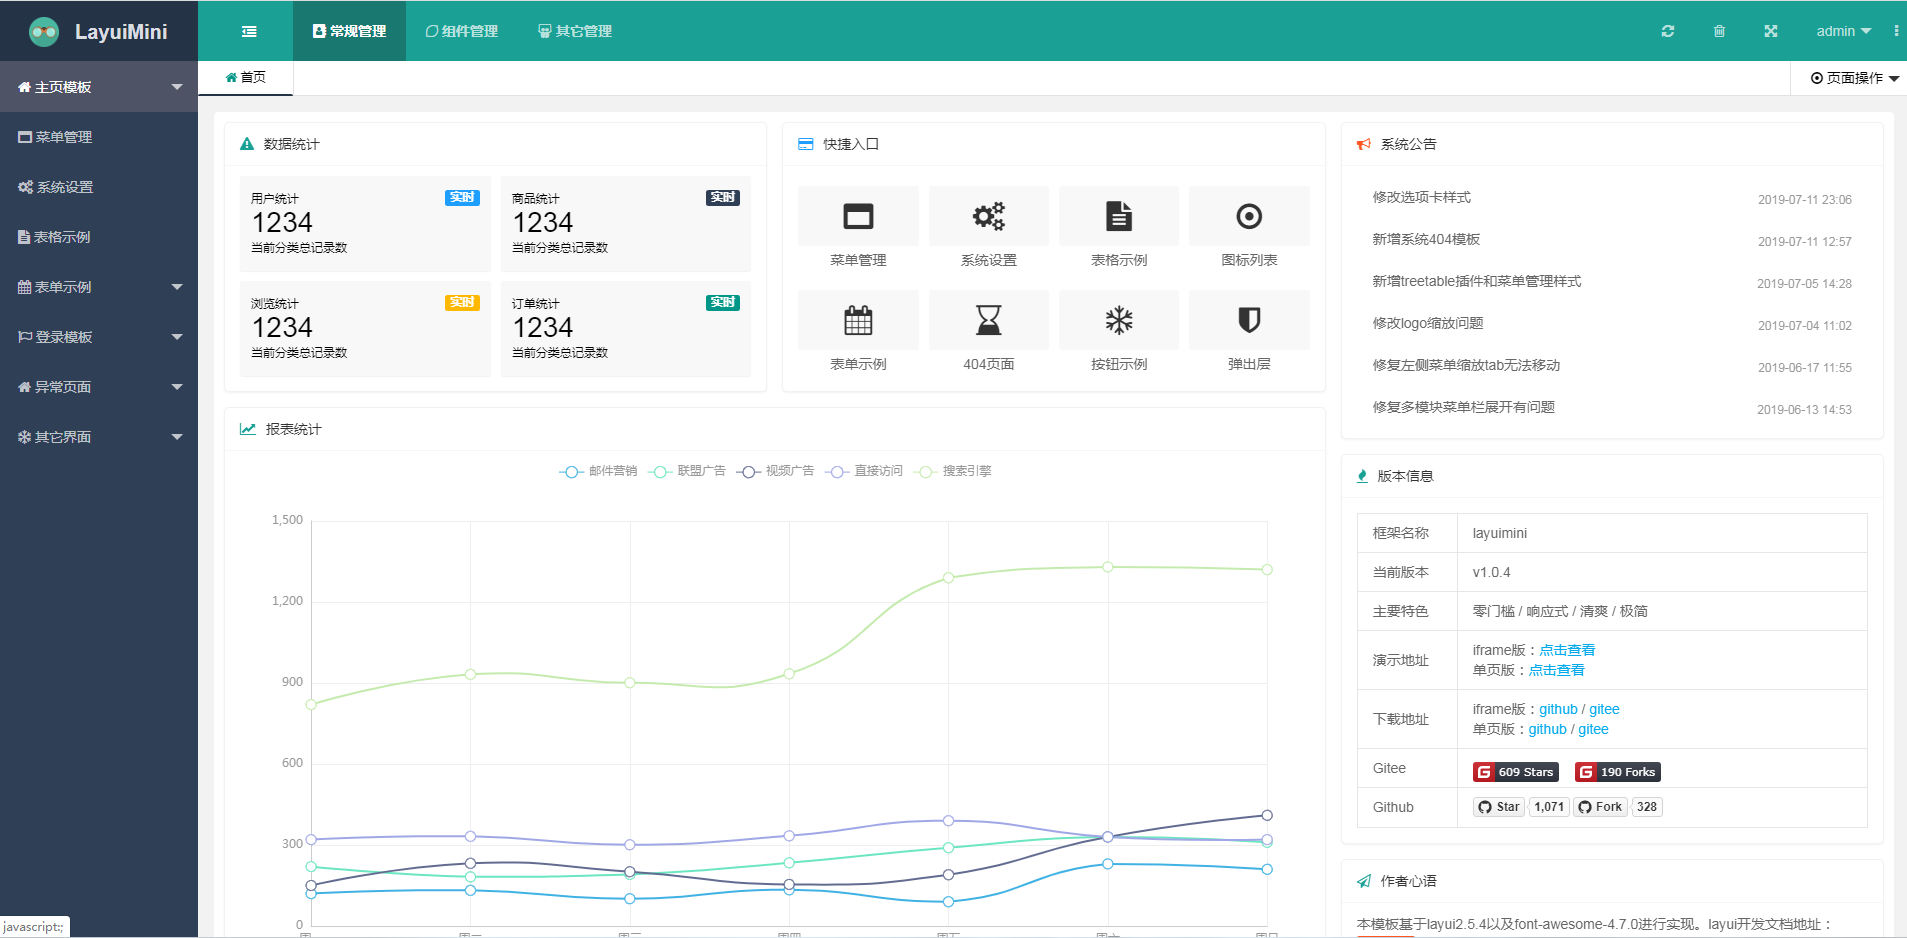 LayuiMini
常规管理
组件管理
其它管理
admin
主页模板
菜单管理
系统设置
表格示例
表单示例
登录模板
异常页面
其它界面
首页
页面操作
数据统计
用户统计 实时
1234
当前分类总记录数
商品统计 实时
1234
当前分类总记录数
浏览统计 实时
1234
当前分类总记录数
订单统计 实时
1234
当前分类总记录数
快捷入口
菜单管理
系统设置
表格示例
图标列表
表单示例
404页面
按钮示例
弹出层
系统公告
修改选项卡样式 2019-07-11 23:06
新增系统404模板 2019-07-11 12:57
新增treetable插件和菜单管理样式 2019-07-05 14:28
修改logo缩放问题 2019-07-04 11:02
修复左侧菜单缩放tab无法移动 2019-06-17 11:55
修复多模块菜单栏展开有问题 2019-06-13 14:53
报表统计
邮件营销 联盟广告 视频广告 直接访问 搜索引擎
1,500
1,200
900
600
300
0
版本信息
框架名称 layuimini
当前版本 v1.0.4
主要特色 零门槛 / 响应式 / 清爽 / 极简
演示地址
iframe版：点击查看
单页版：点击查看
下载地址
iframe版：github / gitee
单页版：github / gitee
Gitee 609 Stars 190 Forks
Github Star 1,071 Fork 328
作者心语
本模板基于layui2.5.4以及font-awesome-4.7.0进行实现。layui开发文档地址：
javascript:;